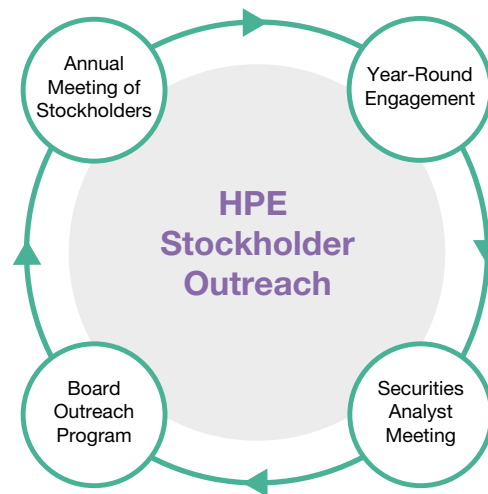 Annual
Meeting of
Stockholders
Year-Round
Engagement
HPE
Stockholder
Outreach
Board
Outreach
Program
Securities
Analyst
Meeting